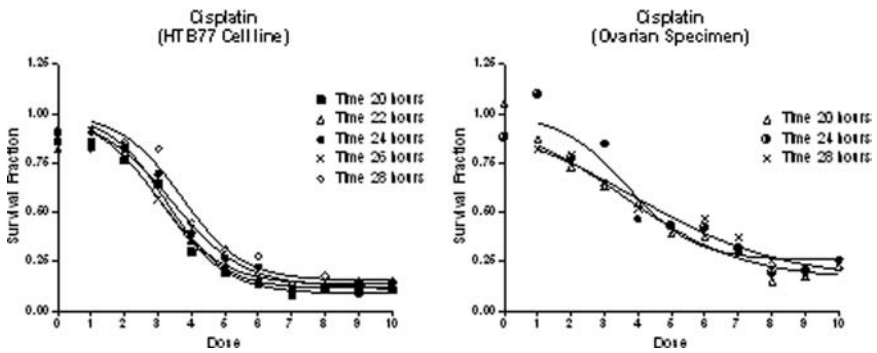 Cisplatin
(HTB77 Cell line)
1.25
1.00
0.75
0.50
0.25
0.00
Survival Fraction
0 1 2 3 4 5 6 7 8 9 10
Dose
Time 20 hours
Time 22 hours
Time 24 hours
Time 26 hours
Time 28 hours
Cisplatin
(Ovarian Specimen)
1.25
1.00
0.75
0.50
0.25
0.00
Survival Fraction
0 1 2 3 4 5 6 7 8 9 10
Dose
Time 20 hours
Time 24 hours
Time 28 hours